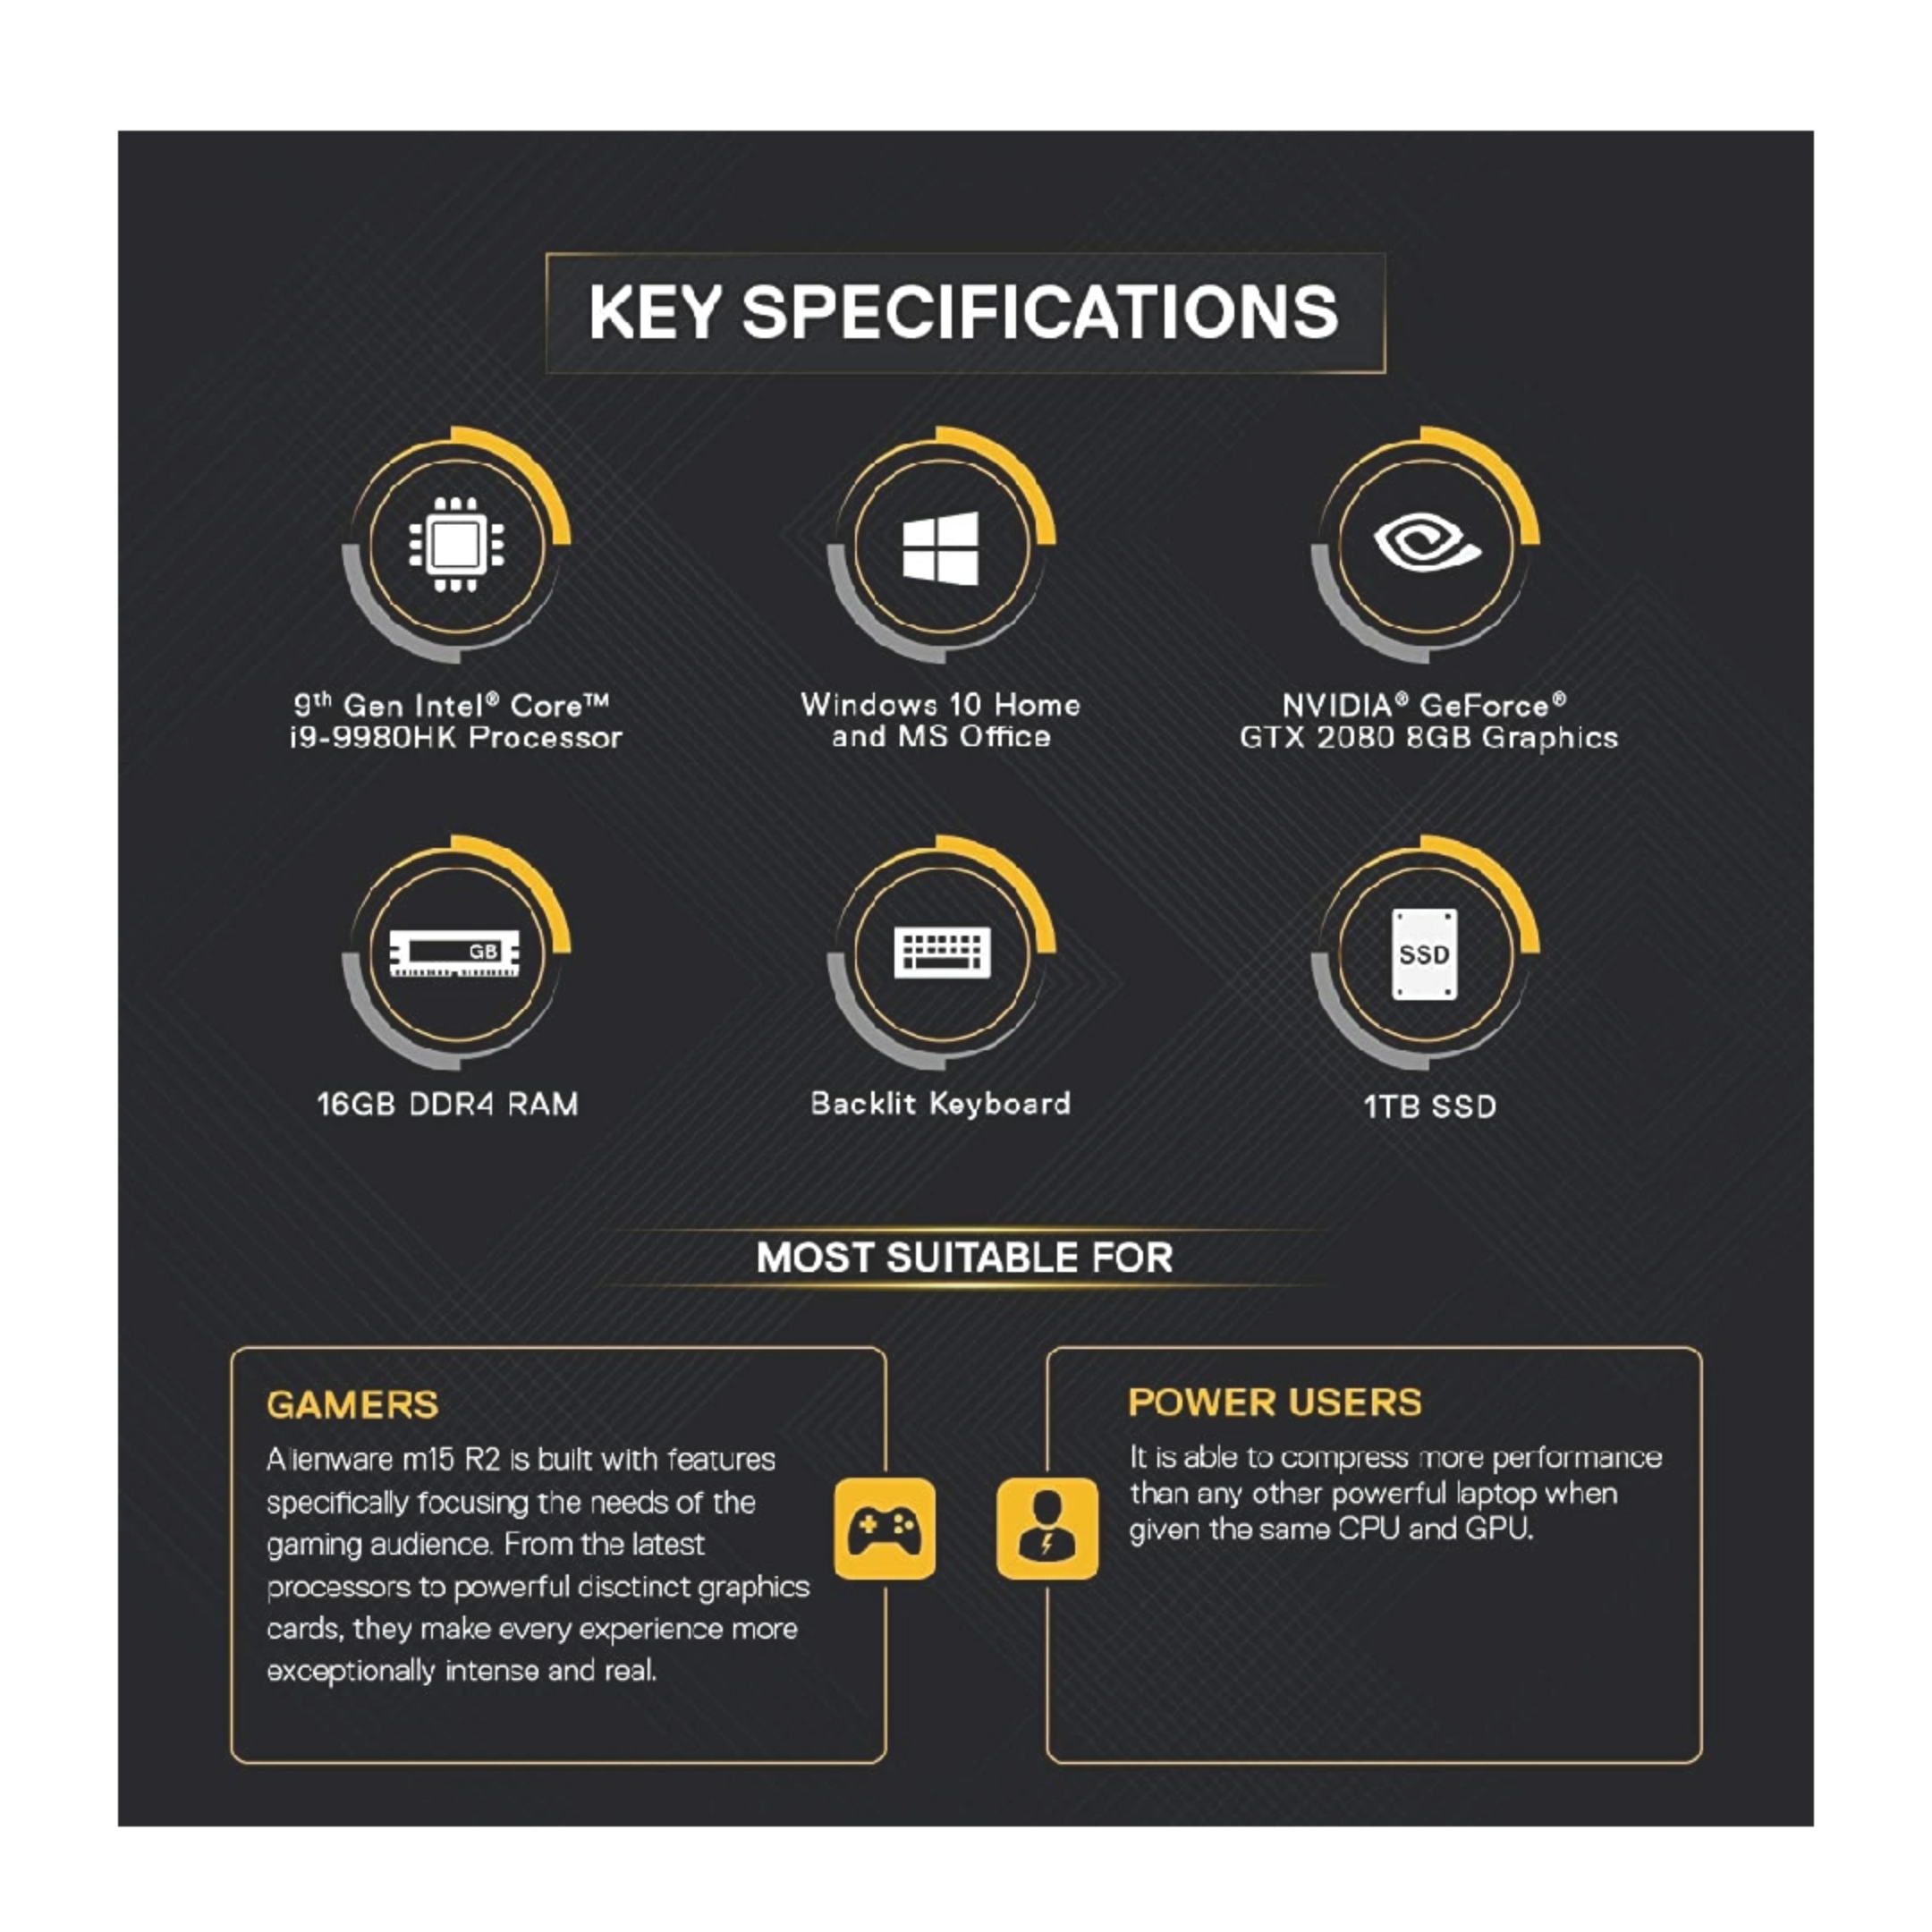 KEY SPECIFICATIONS
9th Gen Intel® Core™
i9-9980HK Processor
Windows 10 Home
and MS Office
NVIDIA® GeForce®
GTX 2080 8GB Graphics
GB
SSD
16GB DDR4 RAM
Backlit Keyboard
1TB SSD
MOST SUITABLE FOR
GAMERS
Alienware m15 R2 is built with features
specifically focusing the needs of the
gaming audience. From the latest
processors to powerful disctinct graphics
cards, they make every experience more
exceptionally intense and real.
POWER USERS
It is able to compress more performance
than any other powerful laptop when
given the same CPU and GPU.